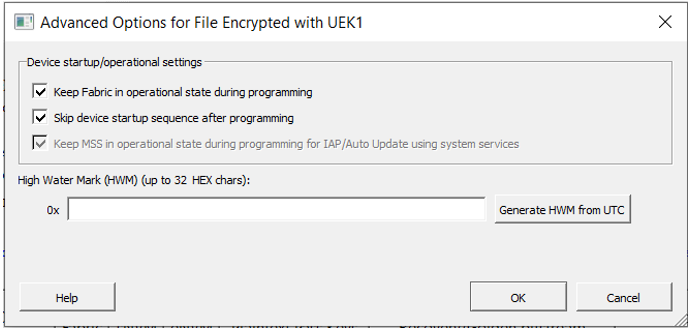 Advanced Options for File Encrypted with UEK1
Device startup/operational settings
Keep Fabric in operational state during programming
Skip device startup sequence after programming
Keep MSS in operational state during programming for IAP/Auto Update using system services
High Water Mark (HWM) (up to 32 HEX chars):
0x
Generate HWM from UTC
Help
OK
Cancel